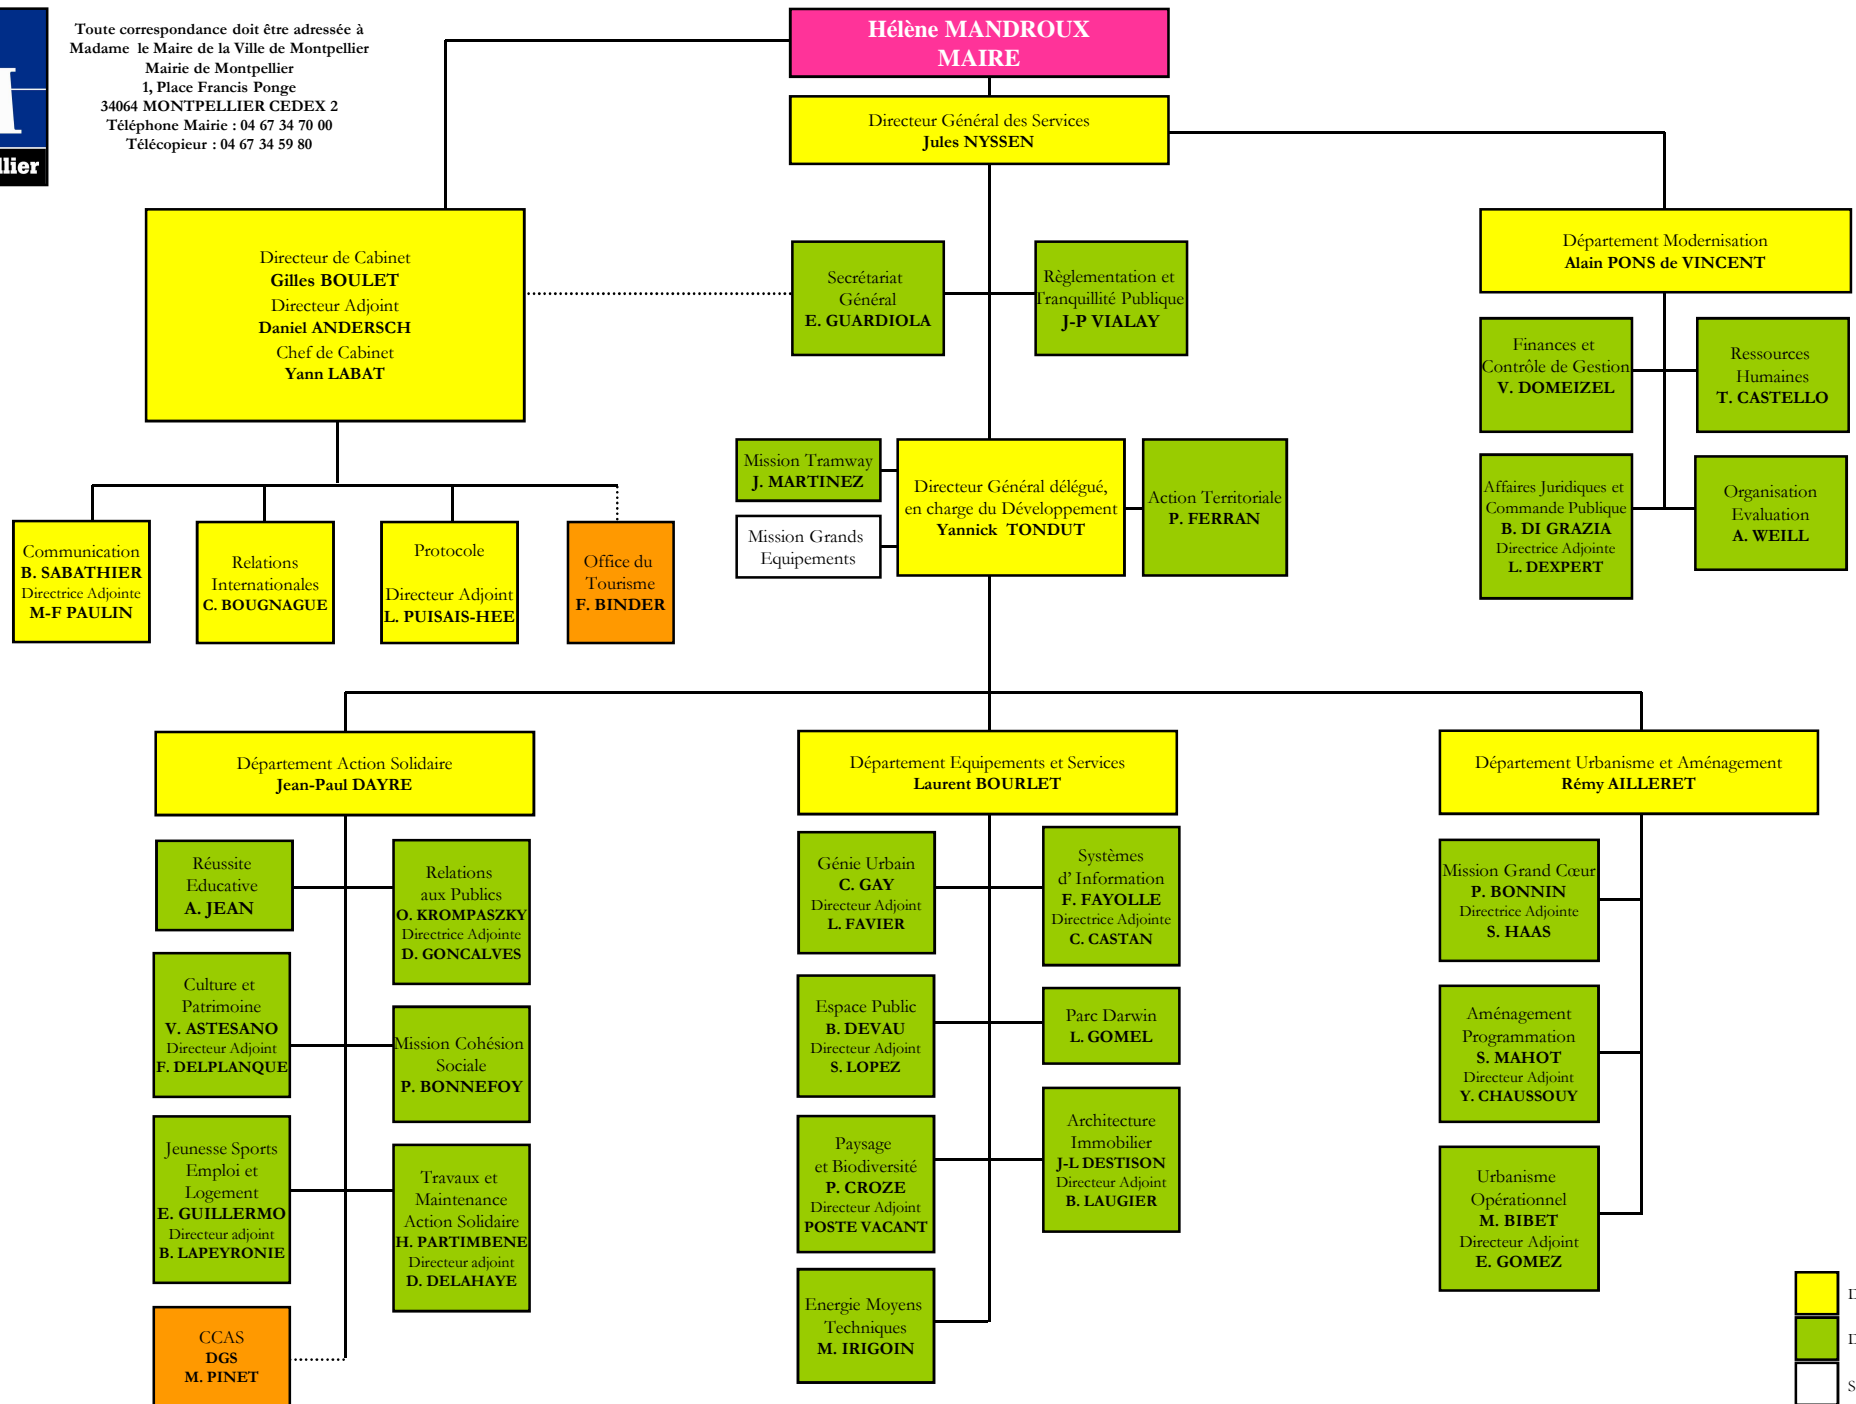 Toute correspondance doit être adressée à
Madame le Maire de la Ville de Montpellier
Mairie de Montpellier
1, Place Francis Ponge
34064 MONTPELLIER CEDEX 2
Téléphone Mairie : 04 67 34 70 00
Télécopieur : 04 67 34 59 80
Hélène MANDROUX
MAIRE
Directeur Général des Services
Jules NYSSEN
Directeur de Cabinet
Gilles BOULET
Directeur Adjoint
Daniel ANDERSCH
Chef de Cabinet
Yann LABAT
Secrétariat
Général
E. GUARDIOLA
Règlementation et
Tranquillité Publique
J-P VIALAY
Département Modernisation
Alain PONS de VINCENT
Finances et
Contrôle de Gestion
V. DOMEIZEL
Ressources
Humaines
T. CASTELLO
Affaires Juridiques et
Commande Publique
B. DI GRAZIA
Directrice Adjointe
L. DEXPERT
Organisation
Evaluation
A. WEILL
Mission Tramway
J. MARTINEZ
Mission Grands
Equipements
Directeur Général délégué,
en charge du Développement
Yannick TONDUT
Action Territoriale
P. FERRAN
Communication
B. SABATHIER
Directrice Adjointe
M-F PAULIN
Relations
Internationales
C. BOUGNAGUE
Protocole
Directeur Adjoint
L. PUISAIS-HEE
Office du
Tourisme
F. BINDER
Département Action Solidaire
Jean-Paul DAYRE
Réussite
Educative
A. JEAN
Relations
aux Publics
O. KROMPASZKY
Directrice Adjointe
D. GONCALVES
Culture et
Patrimoine
V. ASTESANO
Directeur Adjoint
F. DELPLANQUE
Mission Cohésion
Sociale
P. BONNEFOY
Jeunesse Sports
Emploi et
Logement
E. GUILLERMO
Directeur adjoint
B. LAPEYRONIE
Travaux et
Maintenance
Action Solidaire
H. PARTIMBENE
Directeur adjoint
D. DELAHAYE
CCAS
DGS
M. PINET
Département Equipements et Services
Laurent BOURLET
Génie Urbain
C. GAY
Directeur Adjoint
L. FAVIER
Systèmes
d' Information
F. FAYOLLE
Directrice Adjointe
C. CASTAN
Espace Public
B. DEVAU
Directeur Adjoint
S. LOPEZ
Parc Darwin
L. GOMEL
Paysage
et Biodiversité
P. CROZE
Directeur Adjoint
POSTE VACANT
Architecture
Immobilier
J-L DESTISON
Directeur Adjoint
B. LAUGIER
Energie Moyens
Techniques
M. IRIGOIN
Département Urbanisme et Aménagement
Rémy AILLERET
Mission Grand Cœur
P. BONNIN
Directrice Adjointe
S. HAAS
Aménagement
Programmation
S. MAHOT
Directeur Adjoint
Y. CHAUSSOUY
Urbanisme
Opérationnel
M. BIBET
Directeur Adjoint
E. GOMEZ